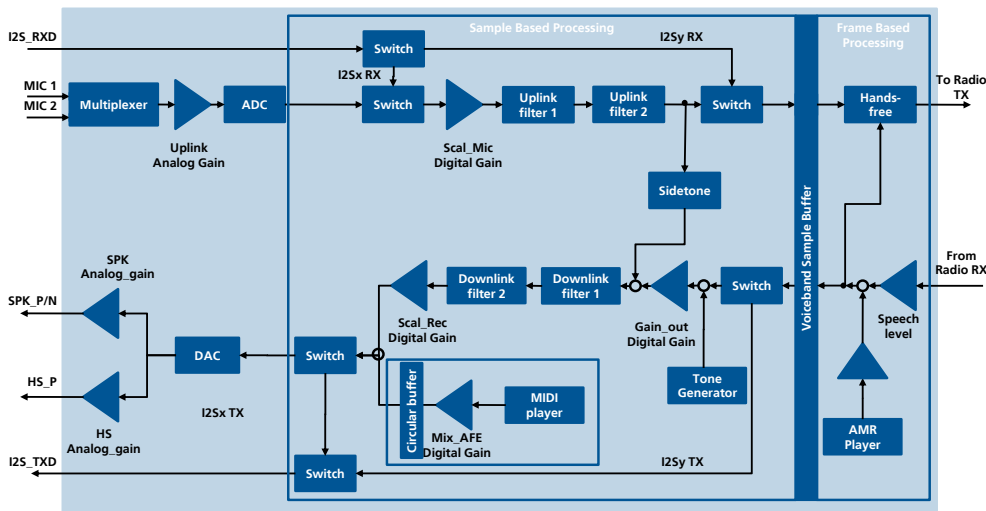 Sample Based Processing
Frame Based
Processing
I2S_RXD
Switch
I2Sy RX
I2Sx RX
MIC 1
MIC 2
Multiplexer
ADC
Switch
Uplink
filter 1
Uplink
filter 2
Switch
Hands-
free
To Radio
TX
Uplink
Analog Gain
Scal_Mic
Digital Gain
Sidetone
Voiceband Sample Buffer
SPK
Analog_gain
SPK_P/N
Scal_Rec
Digital Gain
Downlink
filter 2
Downlink
filter 1
Gain_out
Digital Gain
Switch
From
Radio RX
Speech
level
DAC
Switch
HS_P
HS
Analog_gain
I2Sx TX
Circular buffer
Mix_AFE
Digital Gain
MIDI
player
Tone
Generator
AMR
Player
I2S_TXD
Switch
I2Sy TX